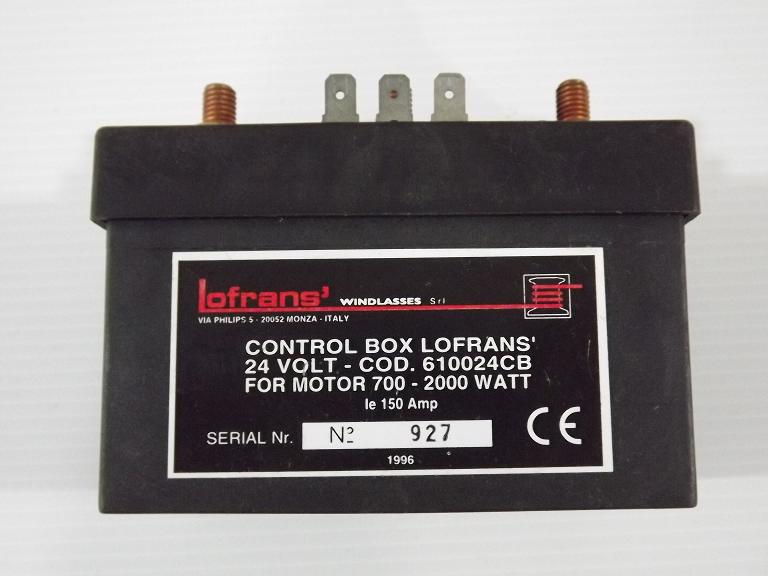 lofrans' WINDLASSES Srl
VIA PHILIPS 5 - 20052 MONZA - ITALY
CONTROL BOX LOFRANS'
24 VOLT - COD. 610024CB
FOR MOTOR 700 - 2000 WATT
Ie 150 Amp
SERIAL Nr. Nº 927
CE
1996